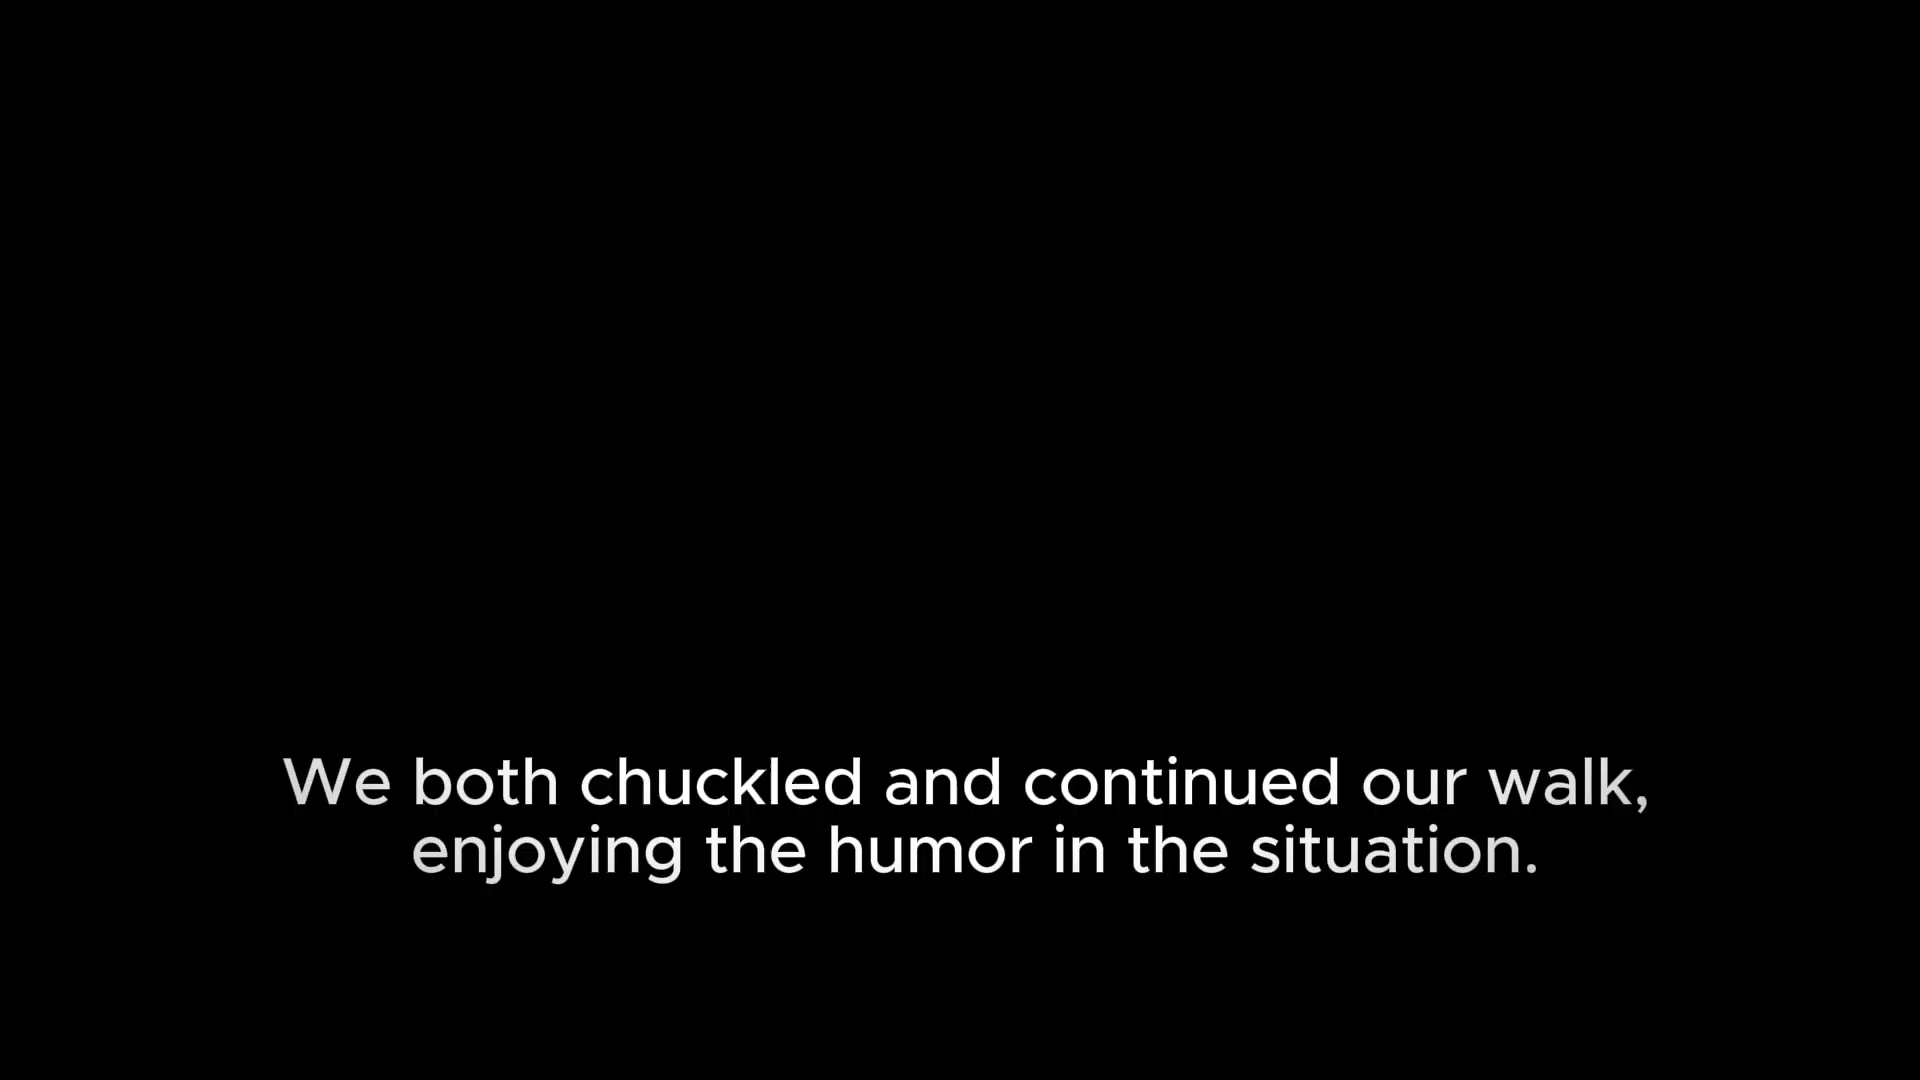 We both chuckled and continued our walk,
enjoying the humor in the situation.